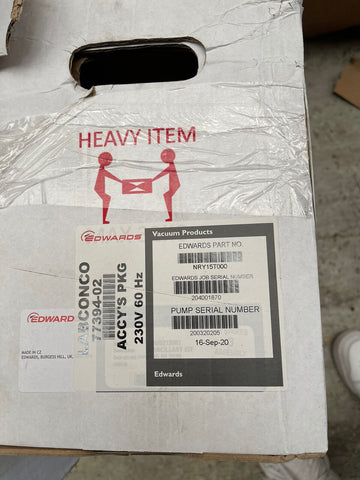 HEAVY ITEM
EDWARDS
LABCONCO
77394-02
ACCY'S PKG
230V 60 Hz
Vacuum Products
EDWARDS PART NO.
NRY15T000
EDWARDS JOB SERIAL NUMBER
204001870
PUMP SERIAL NUMBER
200320205
16-Sep-20
Edwards
EDWARD
MADE IN CZ
EDWARDS, BURGESS HILL, UK.